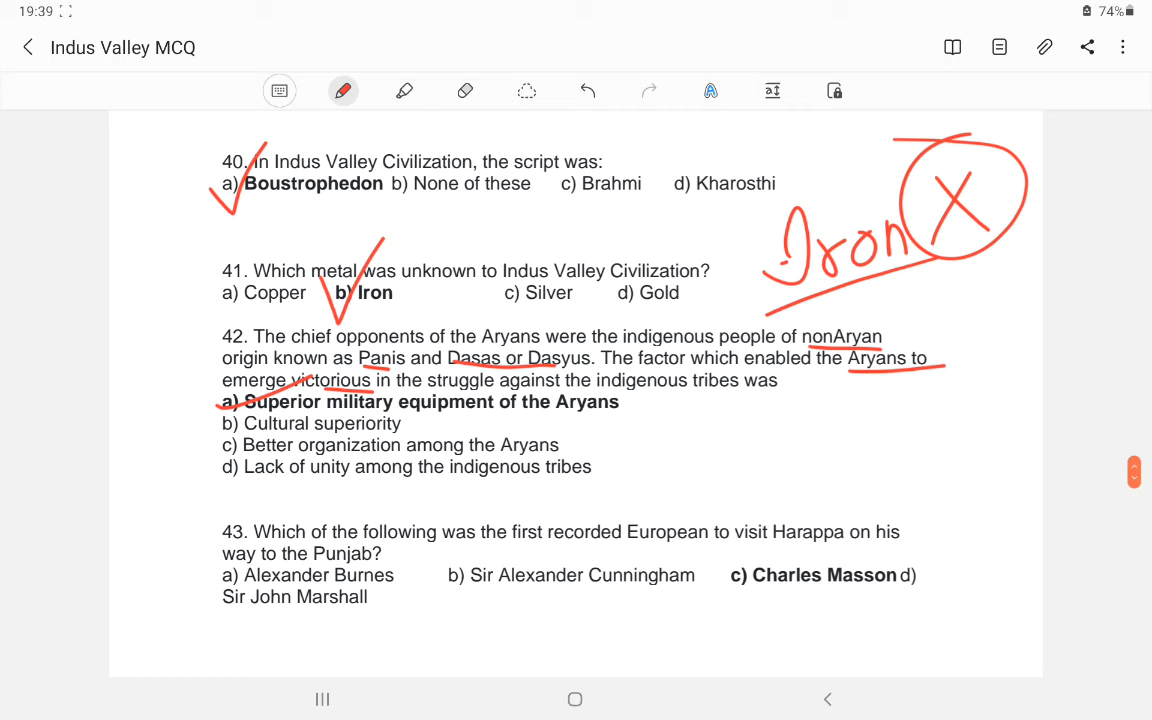 19:39 74%
Indus Valley MCQ
40. In Indus Valley Civilization, the script was:
a) Boustrophedon b) None of these c) Brahmi d) Kharosthi
Iron X
41. Which metal was unknown to Indus Valley Civilization?
a) Copper b) Iron c) Silver d) Gold
42. The chief opponents of the Aryans were the indigenous people of nonAryan
origin known as Panis and Dasas or Dasyus. The factor which enabled the Aryans to
emerge victorious in the struggle against the indigenous tribes was
a) Superior military equipment of the Aryans
b) Cultural superiority
c) Better organization among the Aryans
d) Lack of unity among the indigenous tribes
43. Which of the following was the first recorded European to visit Harappa on his
way to the Punjab?
a) Alexander Burnes b) Sir Alexander Cunningham c) Charles Masson d)
Sir John Marshall